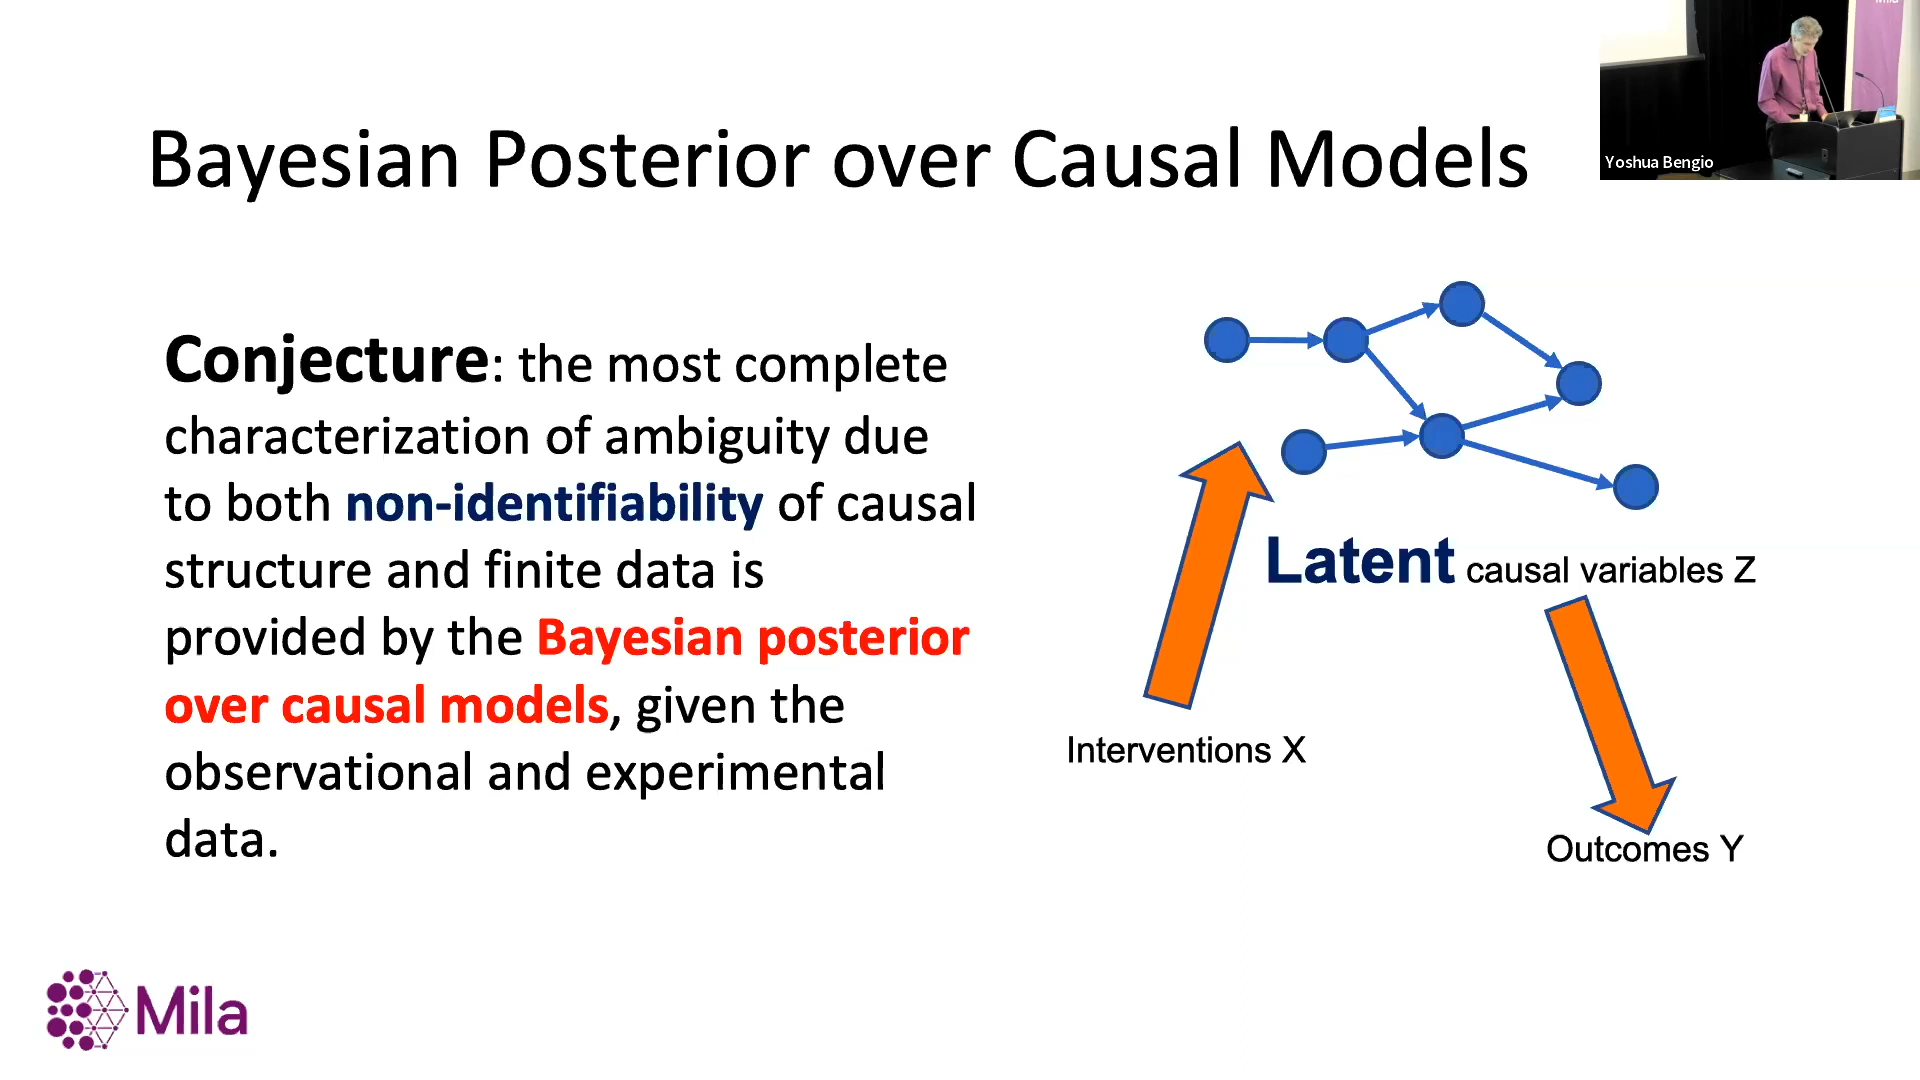 Bayesian Posterior over Causal Models
Yoshua Bengio
Conjecture: the most complete
characterization of ambiguity due
to both non-identifiability of causal
structure and finite data is
provided by the Bayesian posterior
over causal models, given the
observational and experimental
data.
Latent causal variables Z
Interventions X
Outcomes Y
Mila